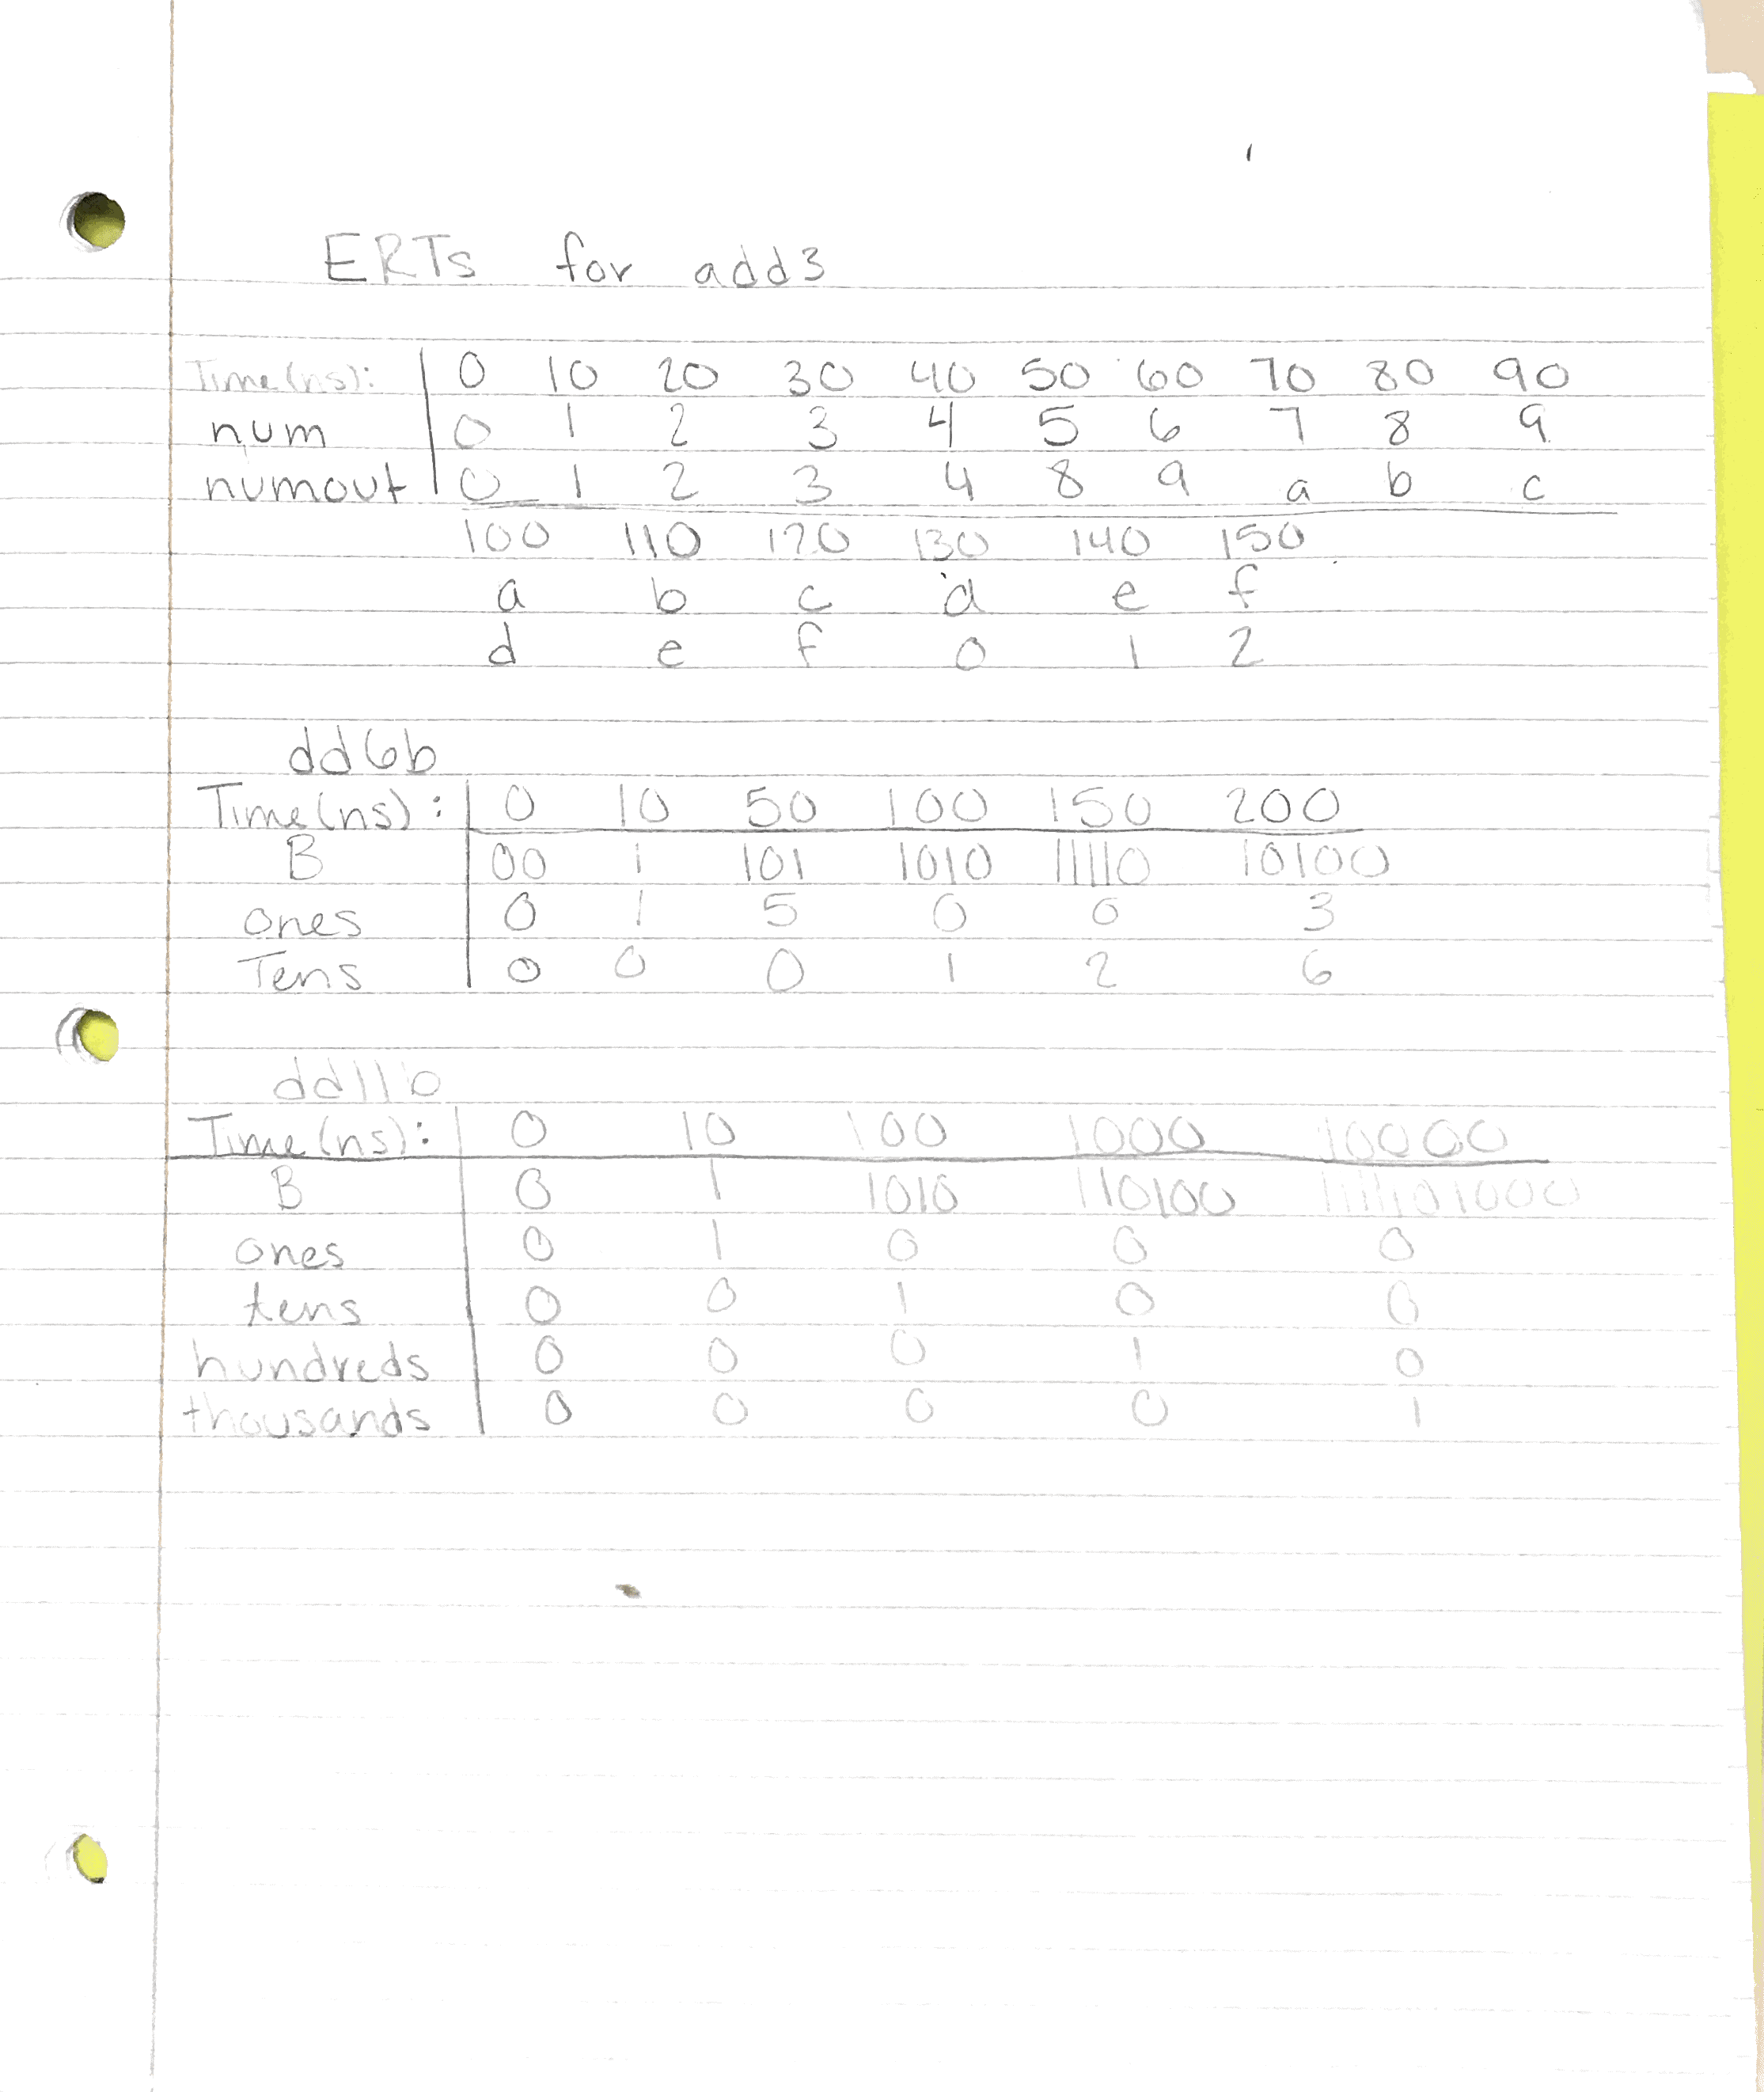 ERTs for add3
Time(ns): 0 10 20 30 40 50 60 70 80 90
num 0 1 2 3 4 5 6 7 8 9
numout 0 1 2 3 4 8 9 a b c
100 110 120 130 140 150
a b c d e f
d e f 0 1 2
dd6b
Time(ns): 0 10 50 100 150 200
B 00 1 101 1010 11110 10100
ones 0 1 5 0 0 3
Tens 0 0 0 1 2 6
dd11b
Time(ns): 0 10 100 1000 10000
B 0 1 1010 110100 1111101000
ones 0 1 0 0 0
tens 0 0 1 0 0
hundreds 0 0 0 1 0
thousands 0 0 0 0 1